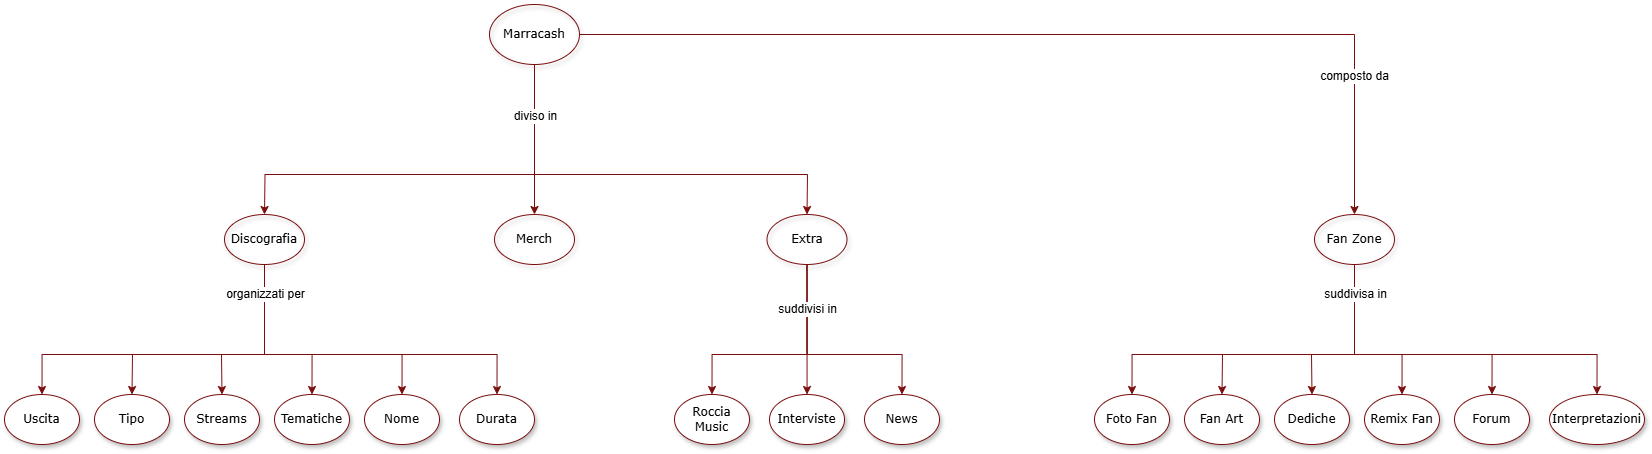 Marracash
composto da
diviso in
Discografia
Merch
Extra
Fan Zone
organizzati per
suddivisi in
suddivisa in
Uscita
Tipo
Streams
Tematiche
Nome
Durata
Roccia
Music
Interviste
News
Foto Fan
Fan Art
Dediche
Remix Fan
Forum
Interpretazioni